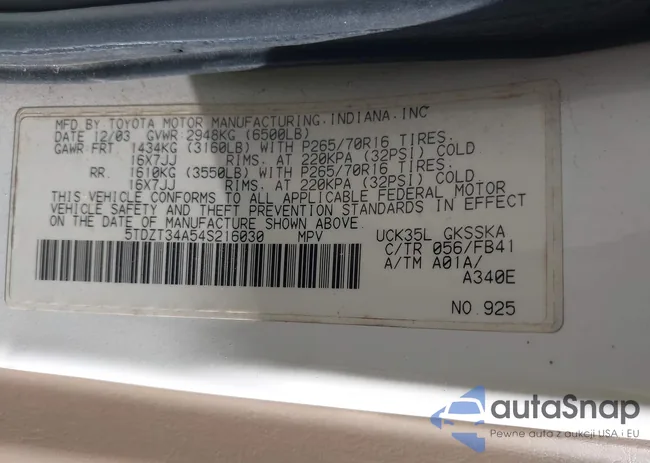 MFD BY TOYOTA MOTOR MANUFACTURING.INDIANA.INC
DATE 12/03 GVWR 2948KG (6500LB)
GAWR FRT 1434KG (3160LB) WITH P265/70R16 TIRES.
16X7JJ RIMS. AT 220KPA (32PSI) COLD
RR. 1610KG (3550LB) WITH P265/70R16 TIRES.
16X7JJ RIMS. AT 220KPA (32PSI) COLD
THIS VEHICLE CONFORMS TO ALL APPLICABLE FEDERAL MOTOR
VEHICLE SAFETY AND THEFT PREVENTION STANDARDS IN EFFECT
ON THE DATE OF MANUFACTURE SHOWN ABOVE.
5TDZT34A54S216030 MPV UCK35L GKSSKA
C/TR 056/FB41
A/TM A01A/
A340E
NO.925
autaSnap
Pewne auto z aukcji USA i EU